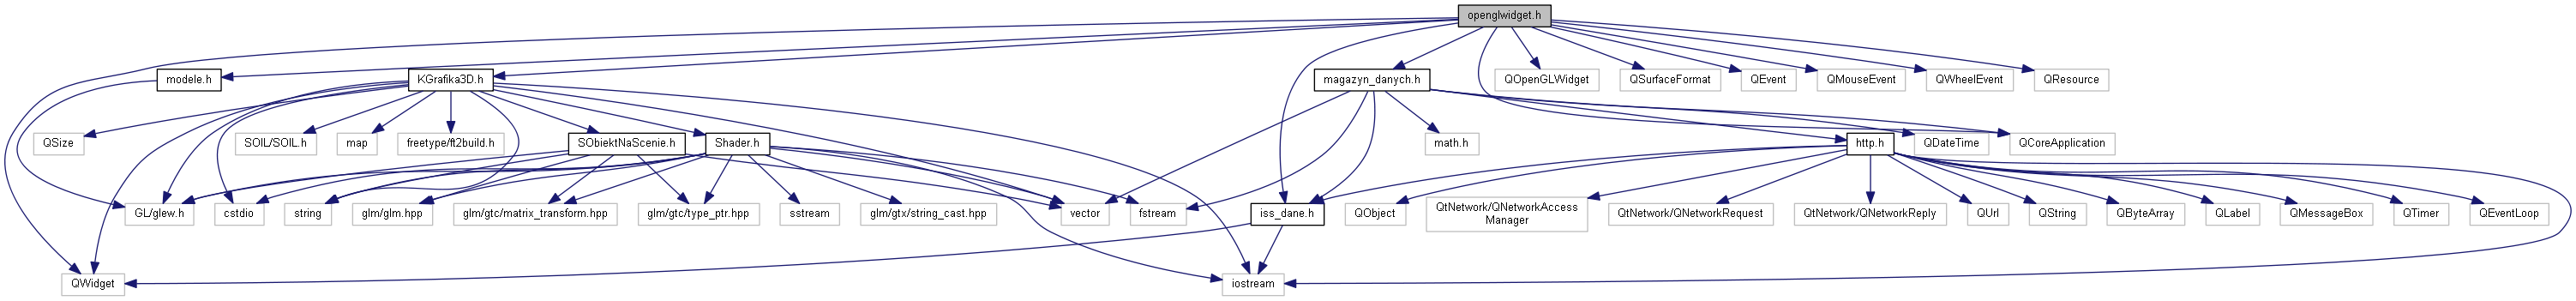 openglwidget.h
modele.h
KGrafika3D.h
magazyn_danych.h
QOpenGLWidget
QSurfaceFormat
QEvent
QMouseEvent
QWheelEvent
QResource
QSize
SOIL/SOIL.h
map
freetype/ft2build.h
SObiektNaScenie.h
Shader.h
math.h
http.h
QDateTime
QCoreApplication
GL/glew.h
cstdio
string
glm/glm.hpp
glm/gtc/matrix_transform.hpp
glm/gtc/type_ptr.hpp
sstream
glm/gtx/string_cast.hpp
vector
fstream
iss_dane.h
QObject
QtNetwork/QNetworkAccess
Manager
QtNetwork/QNetworkRequest
QtNetwork/QNetworkReply
QUrl
QString
QByteArray
QLabel
QMessageBox
QTimer
QEventLoop
QWidget
iostream